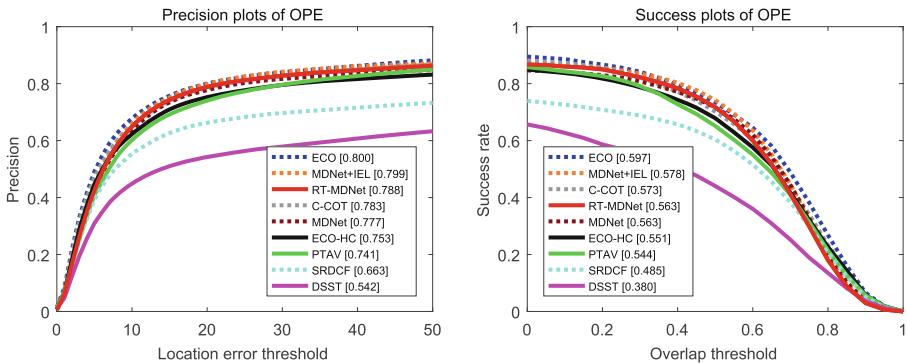 Precision plots of OPE
Precision
1
0.8
0.6
0.4
0.2
0
0 10 20 30 40 50
Location error threshold
ECO [0.800]
MDNet+IEL [0.799]
RT-MDNet [0.788]
C-COT [0.783]
MDNet [0.777]
ECO-HC [0.753]
PTAV [0.741]
SRDCF [0.663]
DSST [0.542]
Success plots of OPE
Success rate
1
0.8
0.6
0.4
0.2
0
0 0.2 0.4 0.6 0.8 1
Overlap threshold
ECO [0.597]
MDNet+IEL [0.578]
C-COT [0.573]
RT-MDNet [0.563]
MDNet [0.563]
ECO-HC [0.551]
PTAV [0.544]
SRDCF [0.485]
DSST [0.380]